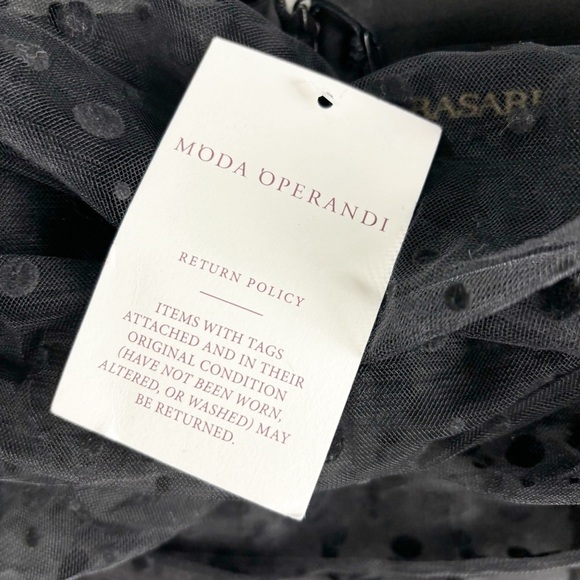 MODA OPERANDI
RETURN POLICY
ITEMS WITH TAGS
ATTACHED AND IN THEIR
ORIGINAL CONDITION
(HAVE NOT BEEN WORN,
ALTERED, OR WASHED) MAY
BE RETURNED.